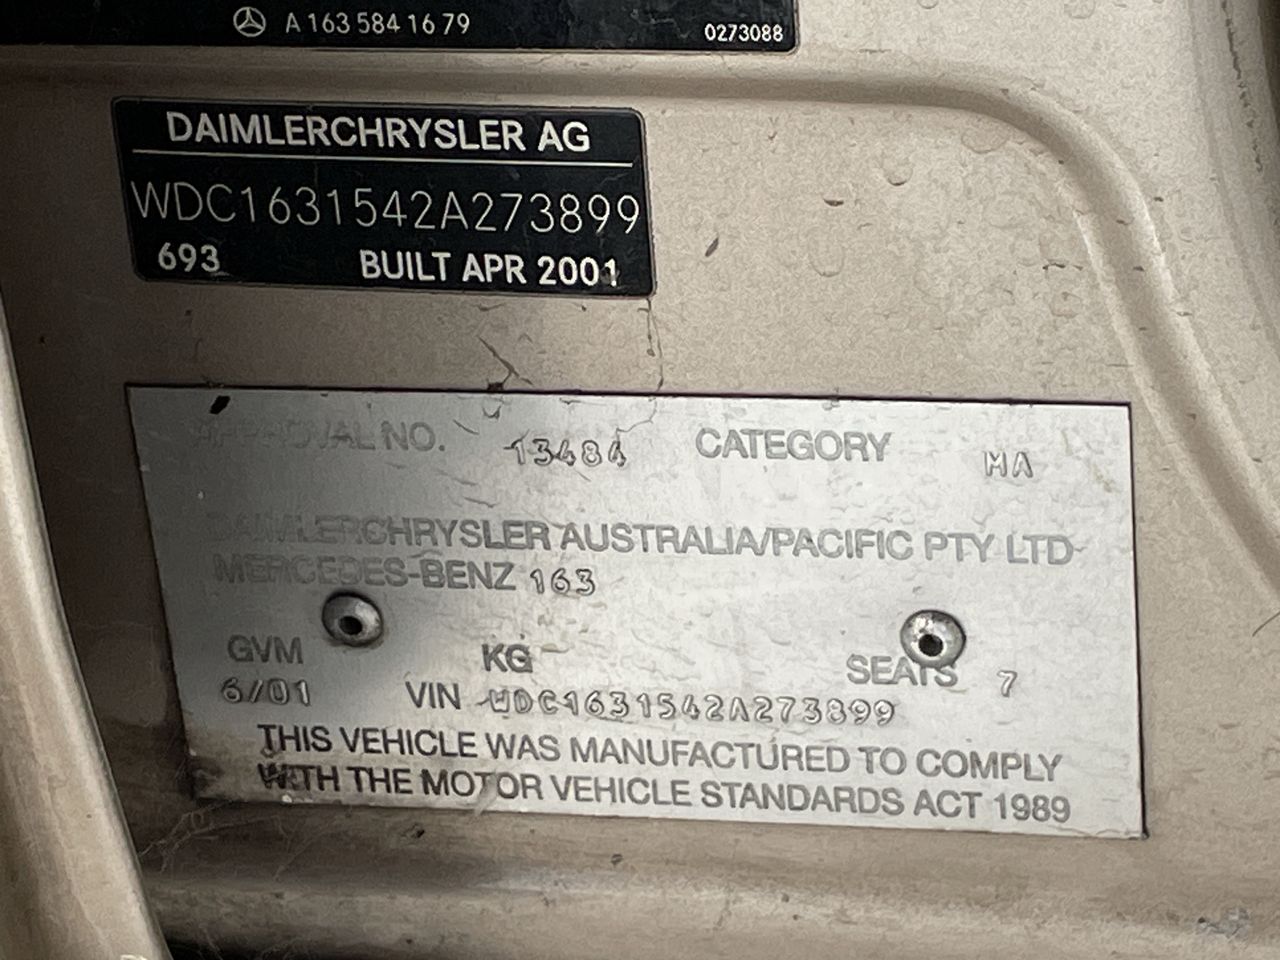 A 163 584 16 79
0273088
DAIMLERCHRYSLER AG
WDC1631542A273899
693 BUILT APR 2001
APPROVAL NO. 13484 CATEGORY MA
DAIMLERCHRYSLER AUSTRALIA/PACIFIC PTY LTD
MERCEDES-BENZ 163
GVM KG SEATS 7
6/01 VIN WDC1631542A273899
THIS VEHICLE WAS MANUFACTURED TO COMPLY
WITH THE MOTOR VEHICLE STANDARDS ACT 1989